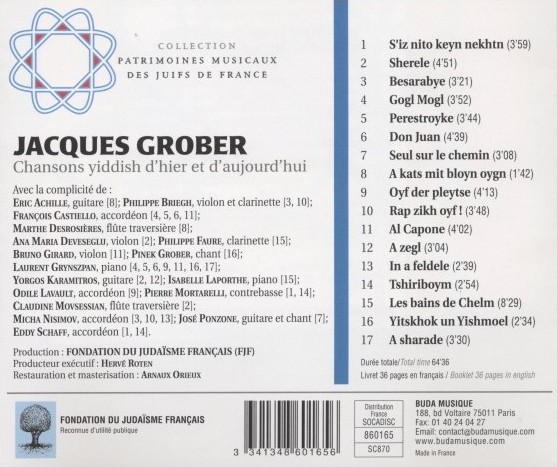 COLLECTION
PATRIMOINES MUSICAUX
DES JUIFS DE FRANCE
JACQUES GROBER
Chansons yiddish d'hier et d'aujourd'hui
Avec la complicité de :
ERIC ACHILLE, guitare [8]; PHILIPPE BRIEGH, violon et clarinette [3, 10];
FRANÇOIS CASTIELLO, accordéon [4, 5, 6, 11];
MARTHE DESROSIÈRES, flûte traversière [8];
ANA MARIA DEVESEGLU, violon [2]; PHILIPPE FAURE, clarinette [15];
BRUNO GIRARD, violon [11]; PINEK GROBER, chant [16];
LAURENT GRYNSZPAN, piano [4, 5, 6, 9, 11, 16, 17];
YORGOS KARAMITROS, guitare [2, 12]; ISABELLE LAPORTHE, piano [15];
ODILE LAVAULT, accordéon [9]; PIERRE MORTARELLI, contrebasse [1, 14];
CLAUDINE MOVSESSIAN, flûte traversière [2];
MICHA NISIMOV, accordéon [3, 10, 13]; JOSÉ PONZONE, guitare et chant [7];
EDDY SCHAFF, accordéon [1, 14].
Production : FONDATION DU JUDAÏSME FRANÇAIS (FJF)
Producteur exécutif : HERVÉ ROTEN
Restauration et masterisation : ARNAUX ORIEUX
1 S'iz nito keyn nekhtn (3'59)
2 Sherele (4'51)
3 Besarabye (3'21)
4 Gogl Mogl (3'52)
5 Perestroyke (3'44)
6 Don Juan (4'39)
7 Seul sur le chemin (3'08)
8 A kats mit bloyn oygn (1'42)
9 Oyf der pleytse (4'13)
10 Rap zikh oyf ! (3'48)
11 Al Capone (4'02)
12 A zegl (3'04)
13 In a feldele (2'39)
14 Tshiriboym (2'54)
15 Les bains de Chelm (8'29)
16 Yitskhok un Yishmoel (2'34)
17 A sharade (3'30)
Durée totale/Total time 64'36
Livret 36 pages en français / Booklet 36 pages in english
FONDATION DU JUDAÏSME FRANÇAIS
Reconnue d'utilité publique
3 341348 601656
Distribution
France
SOCADISC
860165
SC870
BUDA MUSIQUE
188, bd Voltaire 75011 Paris
Fax: 01 40 24 04 27
Email : contact@budamusique.com
www.budamusique.com
Made in France